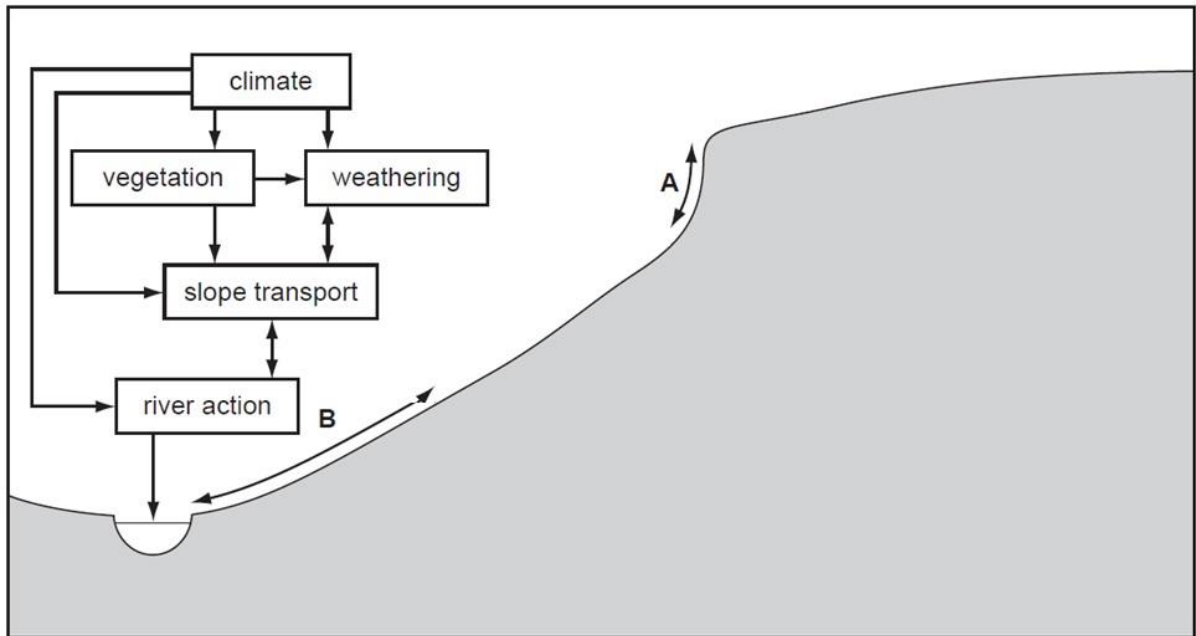 climate
vegetation
weathering
slope transport
river action
A
B